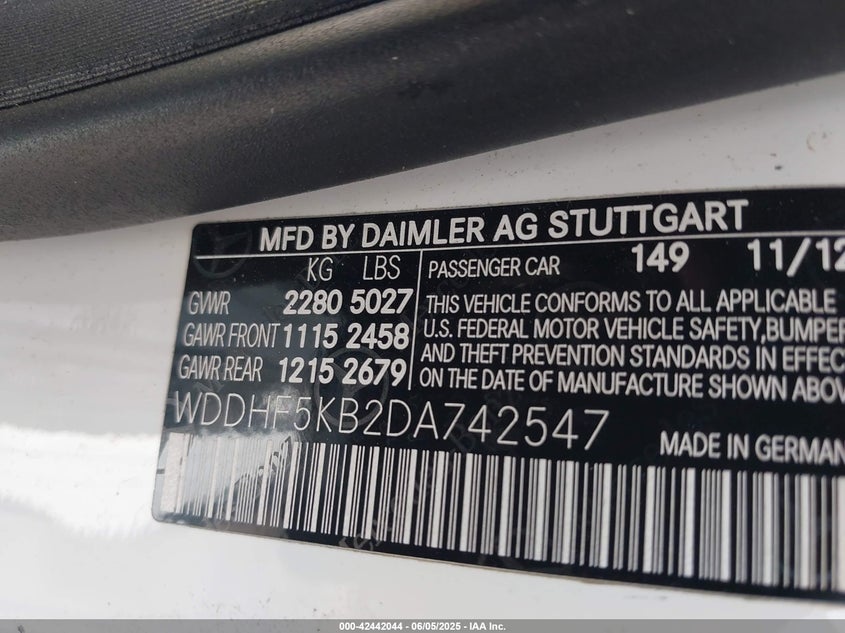 MFD BY DAIMLER AG STUTTGART
KG LBS
GVWR 2280 5027
GAWR FRONT 1115 2458
GAWR REAR 1215 2679
PASSENGER CAR 149 11/12
THIS VEHICLE CONFORMS TO ALL APPLICABLE
U.S. FEDERAL MOTOR VEHICLE SAFETY, BUMPER
AND THEFT PREVENTION STANDARDS IN EFFEC
ON THE DATE OF MANUFACTURE SHOWN ABOV
WDDHF5KB2DA742547
MADE IN GERMAN
000-42442044 - 06/05/2025 - IAA Inc.